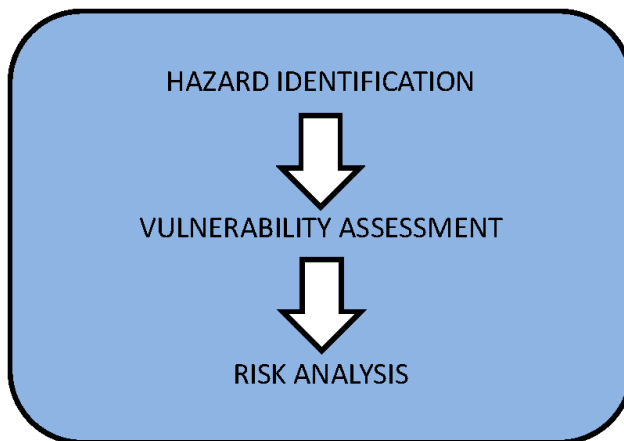 HAZARD IDENTIFICATION
VULNERABILITY ASSESSMENT
RISK ANALYSIS